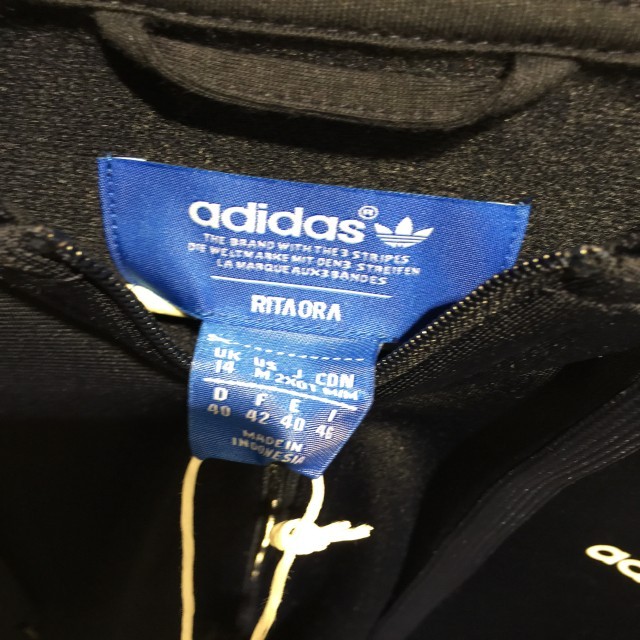 adidas®
THE BRAND WITH THE 3 STRIPES
DIE WELTMARKE MIT DEN 3 STREIFEN
LA MARQUE AUX 3 BANDES
RITA ORA
UK US J CDN
14 M 2XOT
D F E I
40 42 40 46
MADE IN
INDONESIA
ad